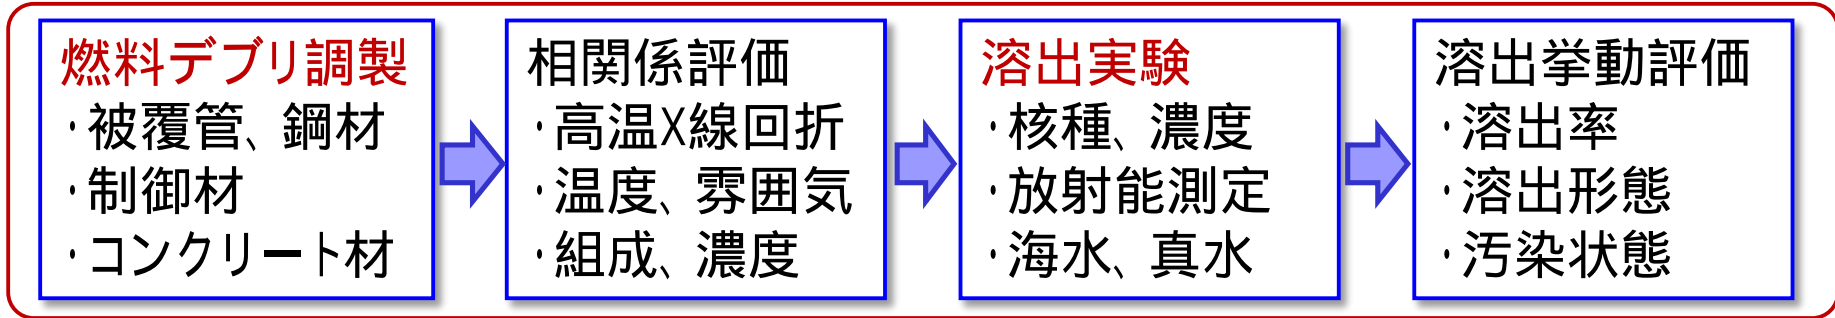 燃料デブリ調製
・被覆管、鋼材
・制御材
・コンクリート材
相関係評価
・高温X線回折
・温度、雰囲気
・組成、濃度
溶出実験
・核種、濃度
・放射能測定
・海水、真水
溶出挙動評価
・溶出率
・溶出形態
・汚染状態